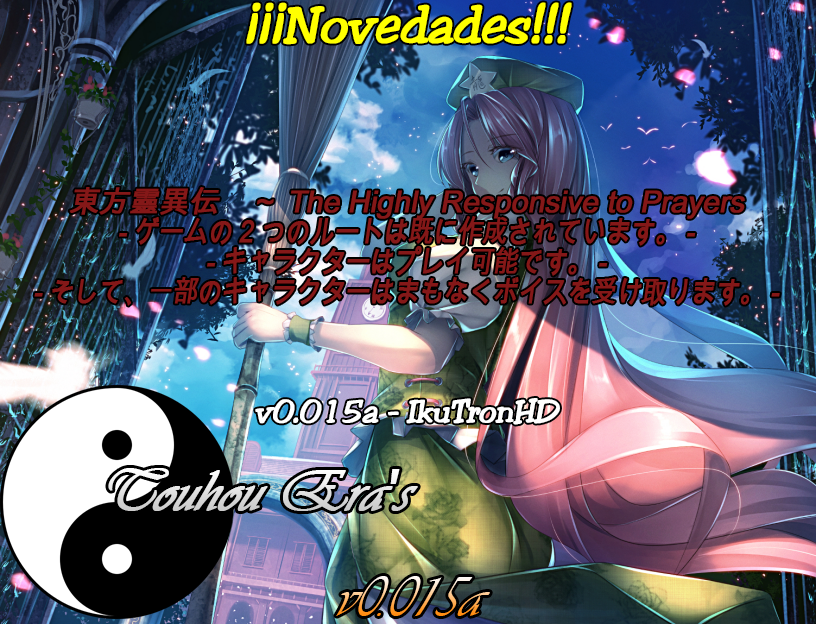 ¡¡¡Novedades!!!
東方靈異伝　～ The Highly Responsive to Prayers
- ゲームの２つのルートは既に作成されています。 -
- キャラクターはプレイ可能です。 -
- そして、一部のキャラクターはまもなくボイスを受け取ります。 -
v0.015a - IkuTronHD
Touhou Era's
v0.015a